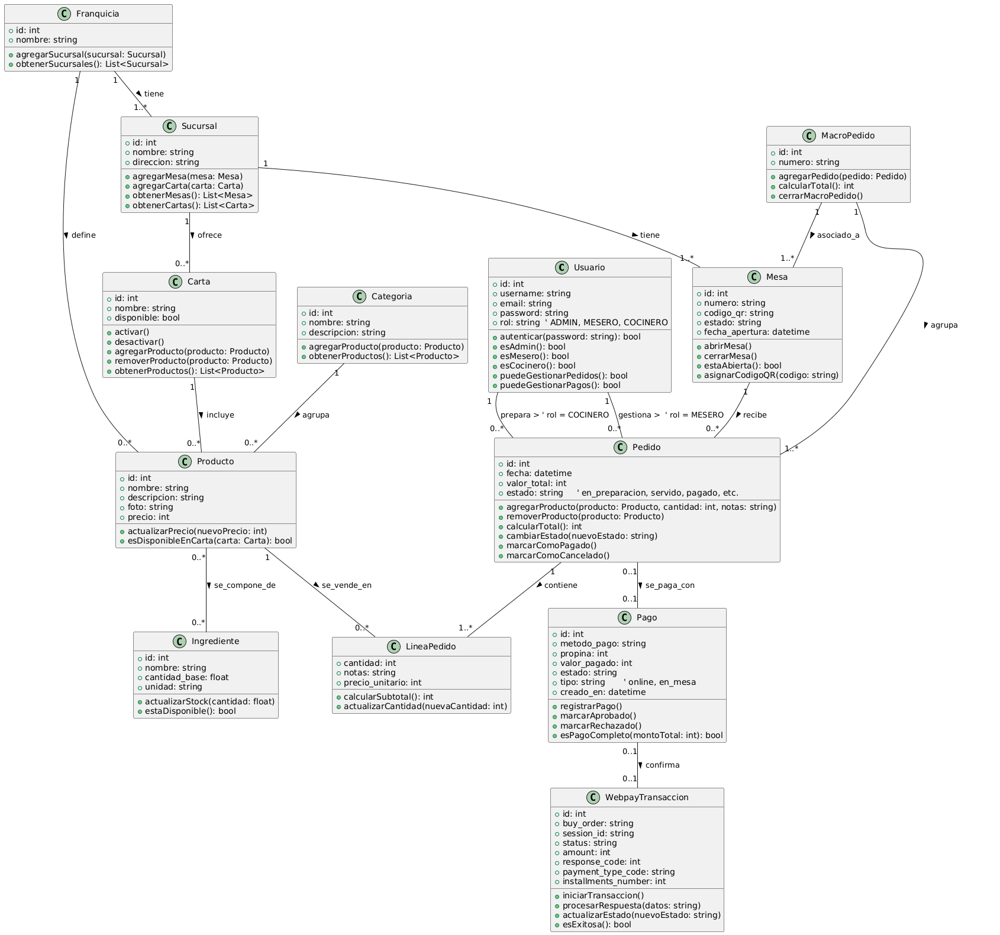 C Franquicia
id: int
nombre: string
agregarSucursal(sucursal: Sucursal)
obtenerSucursales(): List<Sucursal>
1
1
tiene
1..*
C Sucursal
id: int
nombre: string
direccion: string
agregarMesa(mesa: Mesa)
agregarCarta(carta: Carta)
obtenerMesas(): List<Mesa>
obtenerCartas(): List<Carta>
1
C MacroPedido
id: int
numero: string
agregarPedido(pedido: Pedido)
calcularTotal(): int
cerrarMacroPedido()
1
1
1
define
ofrece
tiene
asociado_a
0..*
1..*
1..*
C Carta
id: int
nombre: string
disponible: bool
activar()
desactivar()
agregarProducto(producto: Producto)
removerProducto(producto: Producto)
obtenerProductos(): List<Producto>
C Categoria
id: int
nombre: string
descripcion: string
agregarProducto(producto: Producto)
obtenerProductos(): List<Producto>
C Usuario
id: int
username: string
email: string
password: string
rol: string  ' ADMIN, MESERO, COCINERO
autenticar(password: string): bool
esAdmin(): bool
esMesero(): bool
esCocinero(): bool
puedeGestionarPedidos(): bool
puedeGestionarPagos(): bool
C Mesa
id: int
numero: string
codigo_qr: string
estado: string
fecha_apertura: datetime
abrirMesa()
cerrarMesa()
estaAbierta(): bool
asignarCodigoQR(codigo: string)
agrupa
1
1
1
1
1
incluye
agrupa
prepara > ' rol = COCINERO
gestiona >  ' rol = MESERO
recibe
0..*
0..*
0..*
0..*
0..*
0..*
1..*
C Producto
id: int
nombre: string
descripcion: string
foto: string
precio: int
actualizarPrecio(nuevoPrecio: int)
esDisponibleEnCarta(carta: Carta): bool
C Pedido
id: int
fecha: datetime
valor_total: int
estado: string     ' en_preparacion, servido, pagado, etc.
agregarProducto(producto: Producto, cantidad: int, notas: string)
removerProducto(producto: Producto)
calcularTotal(): int
cambiarEstado(nuevoEstado: string)
marcarComoPagado()
marcarComoCancelado()
0..*
1
1
0..1
se_compone_de
se_vende_en
contiene
se_paga_con
0..*
0..*
1..*
0..1
C Ingrediente
id: int
nombre: string
cantidad_base: float
unidad: string
actualizarStock(cantidad: float)
estaDisponible(): bool
C LineaPedido
cantidad: int
notas: string
precio_unitario: int
calcularSubtotal(): int
actualizarCantidad(nuevaCantidad: int)
C Pago
id: int
metodo_pago: string
propina: int
valor_pagado: int
estado: string
tipo: string       ' online, en_mesa
creado_en: datetime
registrarPago()
marcarAprobado()
marcarRechazado()
esPagoCompleto(montoTotal: int): bool
0..1
confirma
0..1
C WebpayTransaccion
id: int
buy_order: string
session_id: string
status: string
amount: int
response_code: int
payment_type_code: string
installments_number: int
iniciarTransaccion()
procesarRespuesta(datos: string)
actualizarEstado(nuevoEstado: string)
esExitosa(): bool